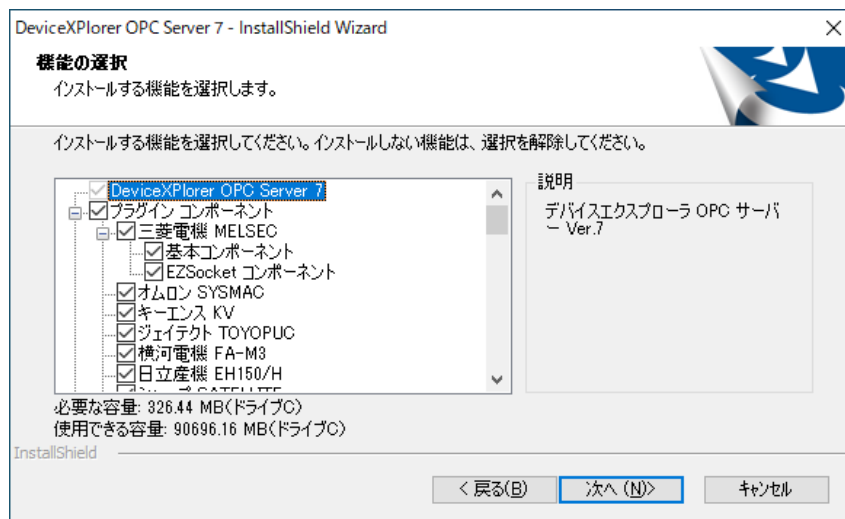 DeviceXPlorer OPC Server 7 - InstallShield Wizard
機能の選択
インストールする機能を選択します。
インストールする機能を選択してください。インストールしない機能は、選択を解除してください。
DeviceXPlorer OPC Server 7
プラグイン コンポーネント
三菱電機 MELSEC
基本コンポーネント
EZSocket コンポーネント
オムロン SYSMAC
キーエンス KV
ジェイテクト TOYOPUC
横河電機 FA-M3
日立産機 EH150/H
説明
デバイスエクスプローラ OPC サーバ
ー Ver.7
必要な容量: 326.44 MB(ドライブC)
使用できる容量: 90696.16 MB(ドライブC)
InstallShield
< 戻る(B)
次へ (N)>
キャンセル